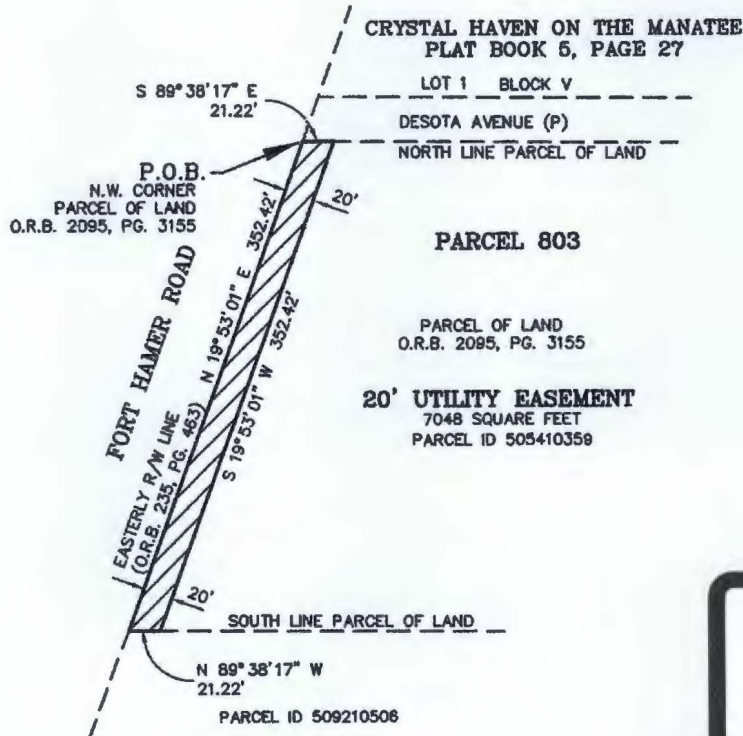 CRYSTAL HAVEN ON THE MANATEE
PLAT BOOK 5, PAGE 27
LOT 1 BLOCK V
S 89°38'17" E
21.22'
DESOTA AVENUE (P)
NORTH LINE PARCEL OF LAND
P.O.B.
N.W. CORNER
PARCEL OF LAND
O.R.B. 2095, PG. 3155
20'
PARCEL 803
FORT HAMER ROAD
N 19°53'01" E 352.42'
S 19°53'01" W 352.42'
PARCEL OF LAND
O.R.B. 2095, PG. 3155
20' UTILITY EASEMENT
7048 SQUARE FEET
PARCEL ID 505410359
EASTERLY R/W LINE
(O.R.B. 235, PG. 463)
20'
SOUTH LINE PARCEL OF LAND
N 89°38'17" W
21.22'
PARCEL ID 509210506